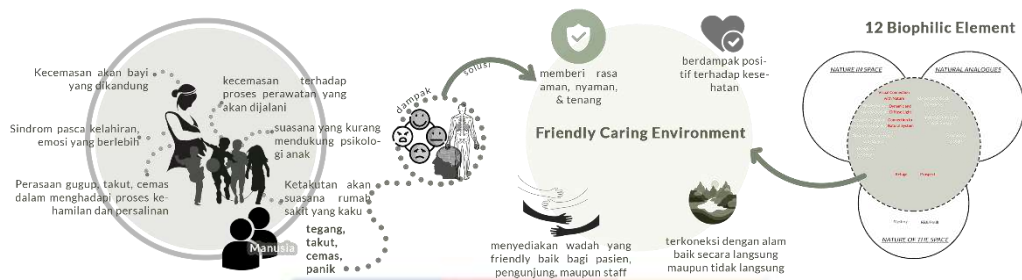 Kecemasan akan bayi
yang dikandung
Sindrom pasca kelahiran,
emosi yang berlebih
Perasaan gugup, takut, cemas
dalam menghadapi proses ke-
hamilan dan persalinan
kecemasan terhadap
proses perawatan yang
akan dijalani
suasana yang kurang
mendukung psikolo-
gi anak
Ketakutan akan
suasana rumah
sakit yang kaku
Manusia
tegang,
takut,
cemas,
panik
dampak
solusi
memberi rasa
aman, nyaman,
& tenang
berdampak posi-
tif terhadap kese-
hatan
Friendly Caring Environment
menyediakan wadah yang
friendly baik bagi pasien,
pengunjung, maupun staff
terkoneksi dengan alam
baik secara langsung
maupun tidak langsung
12 Biophilic Element
NATURE IN SPACE
NATURAL ANALOGUES
Refuge
Prospect
Mystery
NATURE OF THE SPACE